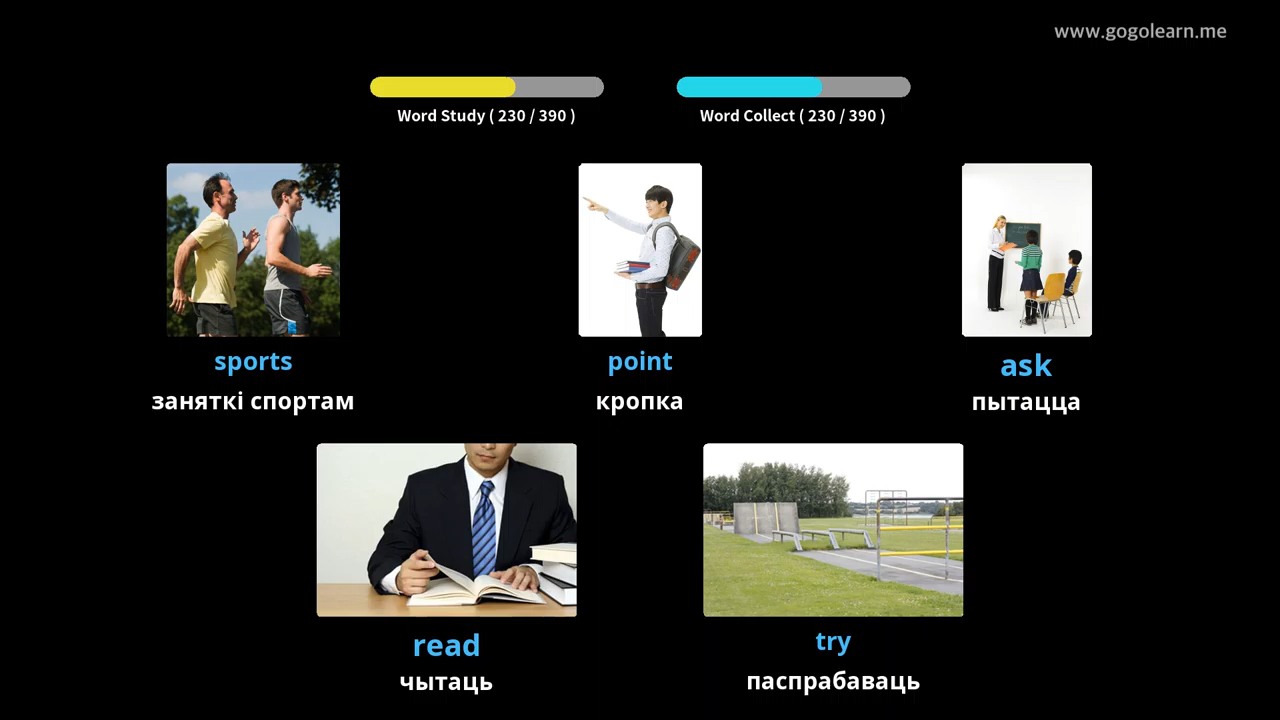 www.gogolearn.me
Word Study ( 230 / 390 )
Word Collect ( 230 / 390 )
sports
point
ask
заняткі спортам
кропка
пытацца
read
try
чытаць
паспрабаваць